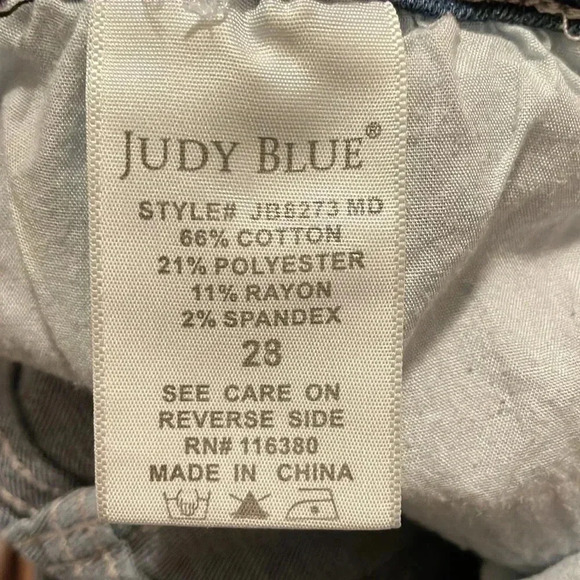 JUDY BLUE®
STYLE# JB8273 MD
66% COTTON
21% POLYESTER
11% RAYON
2% SPANDEX
28
SEE CARE ON
REVERSE SIDE
RN# 116380
MADE IN CHINA